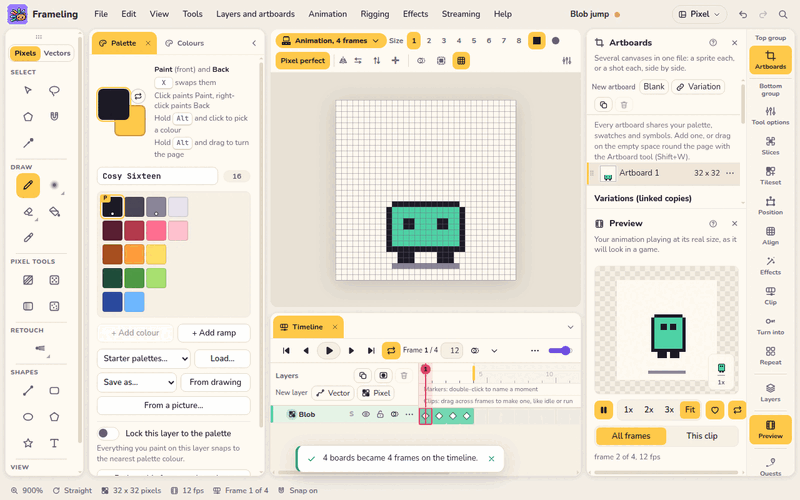 Frameling File Edit View Tools Layers and artboards Animation Rigging Effects Streaming Help Blob jump Pixel
Pixels Vectors
SELECT
DRAW
PIXEL TOOLS
RETOUCH
SHAPES
VIEW
Palette Colours
Paint (front) and Back
X swaps them
Click paints Paint, right-
click paints Back
Hold Alt and click to pick
a colour
Hold Alt and drag to turn
the page
Cosy Sixteen 16
P
+ Add colour + Add ramp
Starter palettes... Load...
Save as... From drawing
From a picture...
Lock this layer to the palette
Everything you paint on this layer snaps to
the nearest palette colour.
Animation, 4 frames Size 1 2 3 4 5 6 7 8
Pixel perfect
Timeline
Frame 1 / 4 12
Layers
New layer Vector Pixel
1 5 10
Markers: double-click to name a moment
Clips: drag across frames to make one, like idle or run
Blob S
4 boards became 4 frames on the timeline.
Artboards
Several canvases in one file: a sprite each,
or a shot each, side by side.
New artboard Blank Variation
Every artboard shares your palette,
swatches and symbols. Add one, or drag
on the empty space round the page with
the Artboard tool (Shift+W).
Artboard 1 32 x 32
Variations (linked copies)
Preview
Your animation playing at its real size, as it
will look in a game.
1x
1x 2x 3x Fit
All frames This clip
frame 2 of 4, 12 fps
Top group
Artboards
Bottom
group
Tool options
Slices
Tileset
Position
Align
Effects
Clip
Turn into
Repeat
Layers
Preview
Quests
900% Straight 32 x 32 pixels 12 fps Frame 1 of 4 Snap on